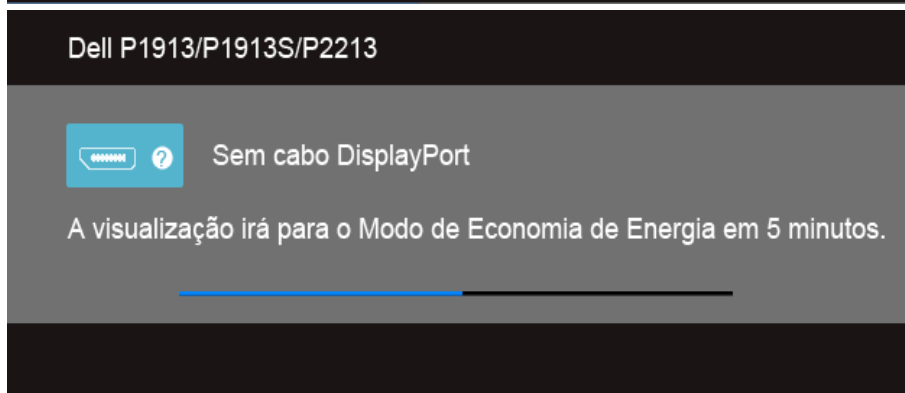 Dell P1913/P1913S/P2213
Sem cabo DisplayPort
A visualização irá para o Modo de Economia de Energia em 5 minutos.